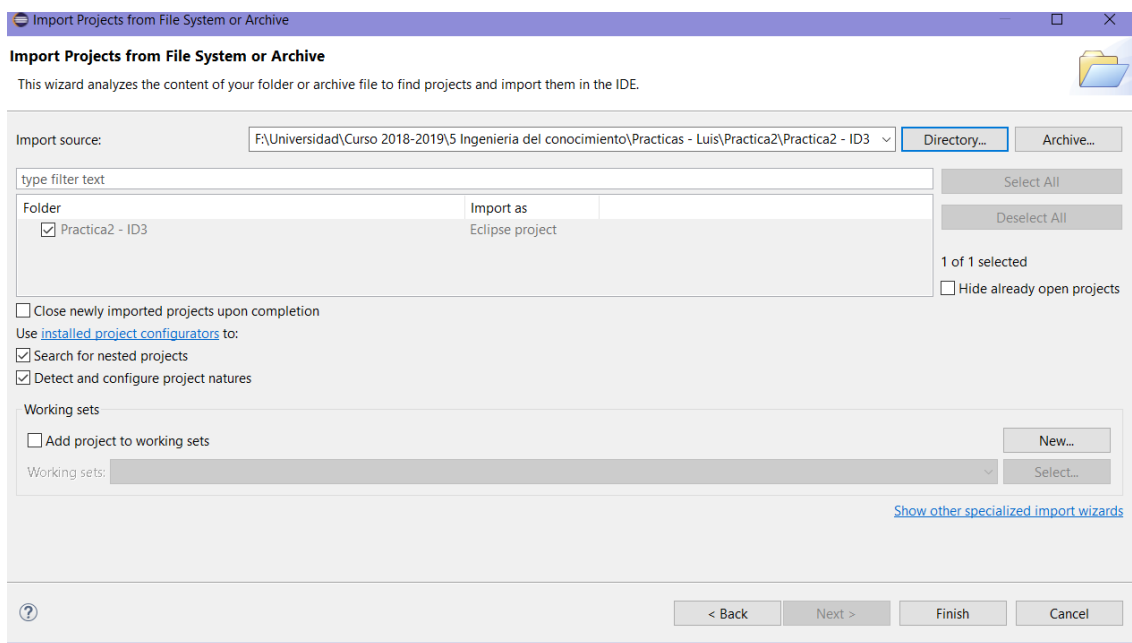 Import Projects from File System or Archive
Import Projects from File System or Archive
This wizard analyzes the content of your folder or archive file to find projects and import them in the IDE.
Import source: F:\Universidad\Curso 2018-2019\5 Ingenieria del conocimiento\Practicas - Luis\Practica2\Practica2 - ID3 Directory... Archive...
type filter text Select All
Folder Import as
Deselect All
Practica2 - ID3 Eclipse project
1 of 1 selected
Hide already open projects
Close newly imported projects upon completion
Use installed project configurators to:
Search for nested projects
Detect and configure project natures
Working sets
Add project to working sets New...
Working sets: Select...
Show other specialized import wizards
? < Back Next > Finish Cancel